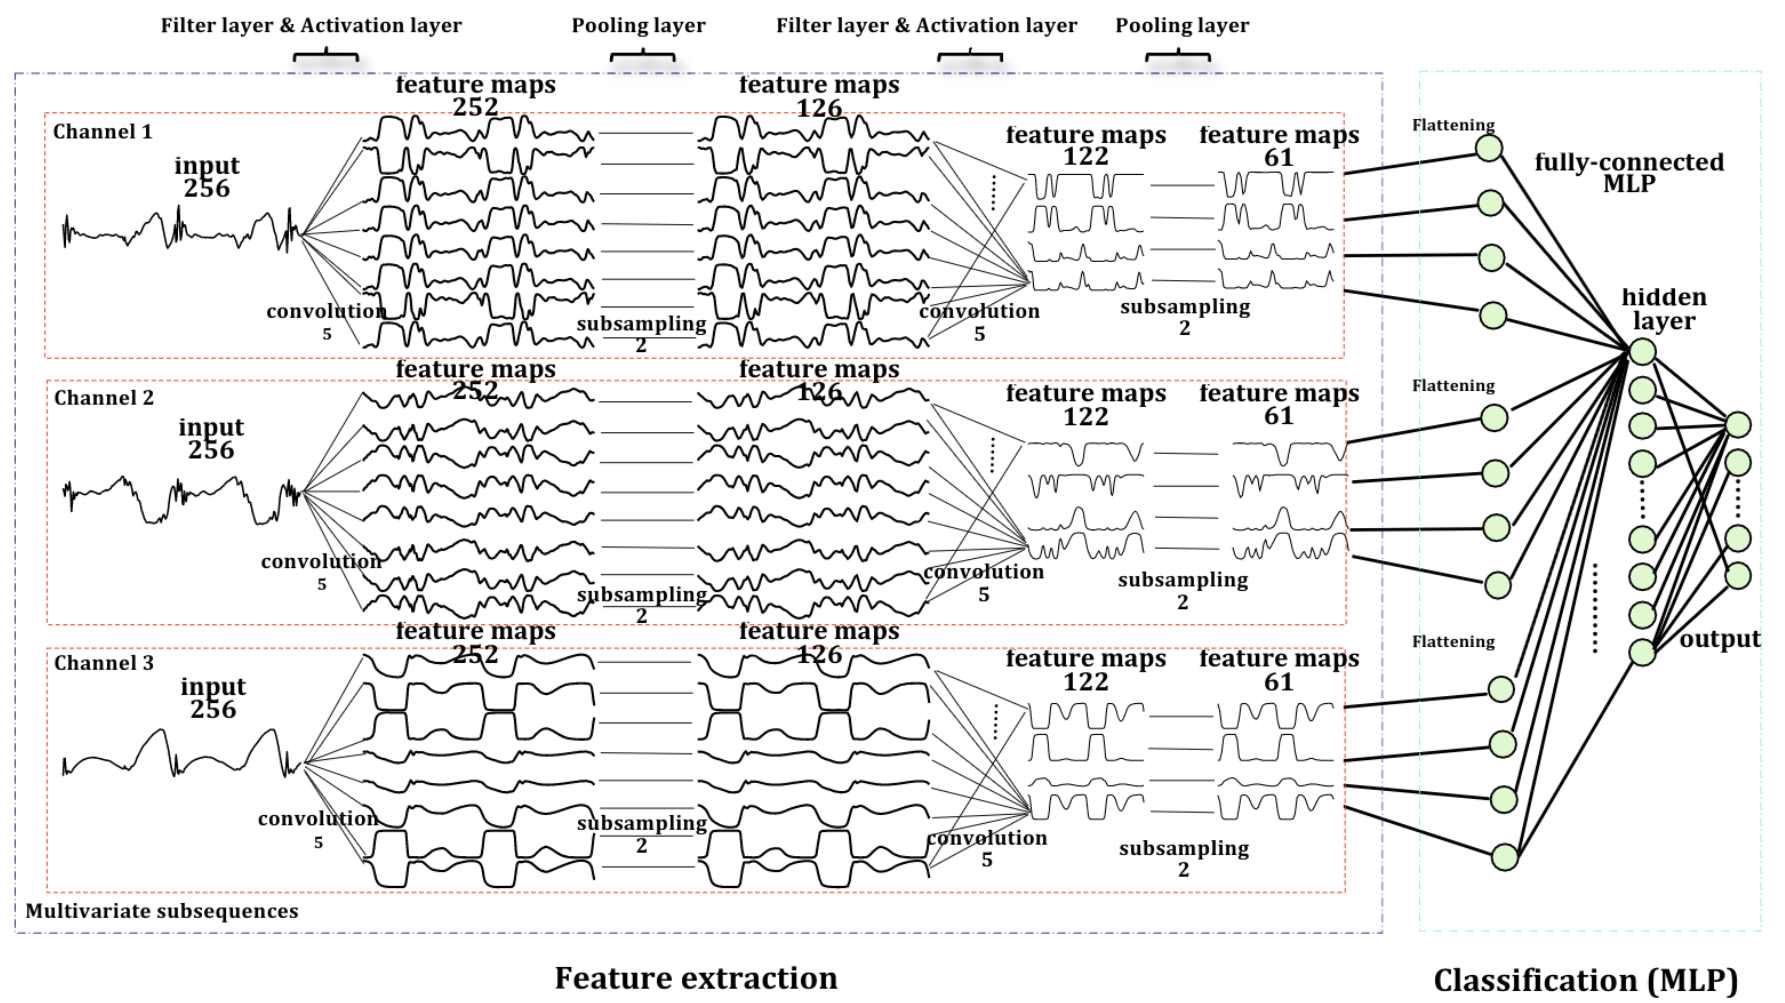 Filter layer & Activation layer
Pooling layer
Filter layer & Activation layer
Pooling layer
Channel 1
input
256
convolution
5
feature maps
252
subsampling
2
feature maps
126
convolution
5
feature maps
122
subsampling
2
feature maps
61
Flattening
fully-connected
MLP
hidden
layer
Channel 2
input
256
convolution
5
feature maps
252
subsampling
2
feature maps
126
convolution
5
feature maps
122
subsampling
2
feature maps
61
Flattening
Channel 3
input
256
convolution
5
feature maps
252
subsampling
2
feature maps
126
convolution
5
feature maps
122
subsampling
2
feature maps
61
Flattening
output
Multivariate subsequences
Feature extraction
Classification (MLP)